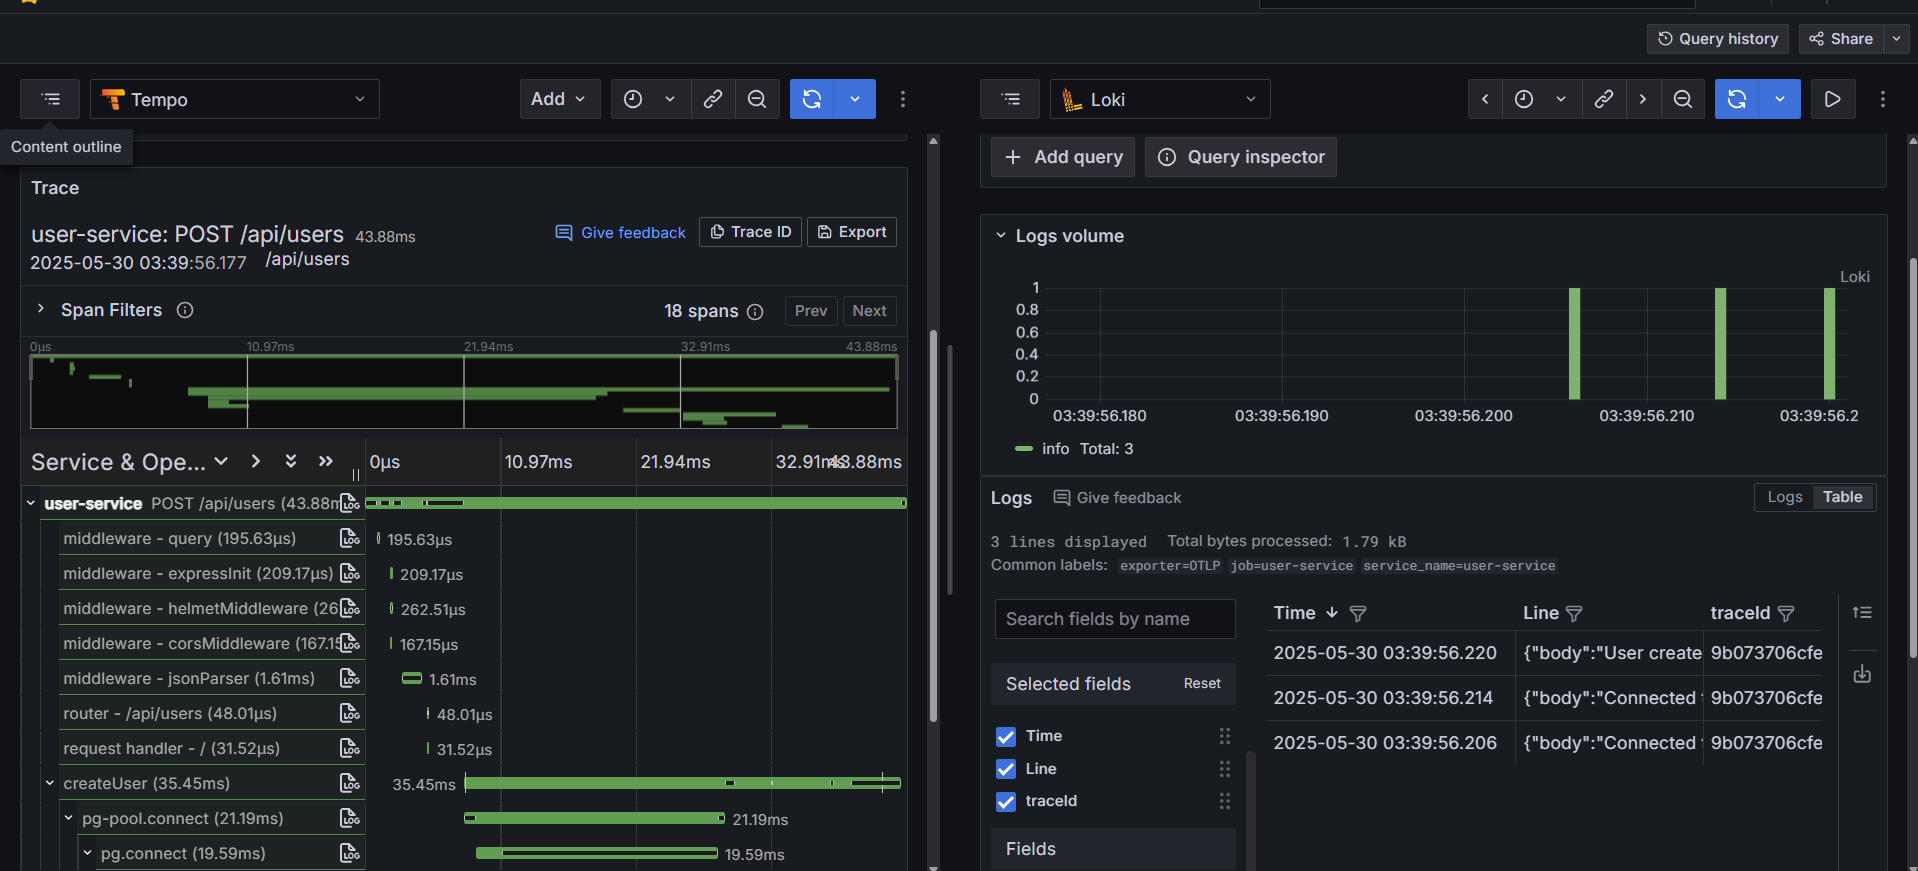 Query history
Share
Tempo
Add
Content outline
Trace
user-service: POST /api/users 43.88ms
Give feedback
Trace ID
Export
2025-05-30 03:39:56.177 /api/users
Span Filters
18 spans
Prev
Next
0μs 10.97ms 21.94ms 32.91ms 43.88ms
Service & Ope...
0μs 10.97ms 21.94ms 32.91ms 43.88ms
user-service POST /api/users (43.88m LOG
middleware - query (195.63μs) LOG 195.63μs
middleware - expressInit (209.17μs) LOG 209.17μs
middleware - helmetMiddleware (26 LOG 262.51μs
middleware - corsMiddleware (167.15 LOG 167.15μs
middleware - jsonParser (1.61ms) LOG 1.61ms
router - /api/users (48.01μs) LOG 48.01μs
request handler - / (31.52μs) LOG 31.52μs
createUser (35.45ms) LOG 35.45ms
pg-pool.connect (21.19ms) LOG 21.19ms
pg.connect (19.59ms) LOG 19.59ms
Loki
Add query
Query inspector
Logs volume
Loki
1
0.8
0.6
0.4
0.2
0
03:39:56.180 03:39:56.190 03:39:56.200 03:39:56.210 03:39:56.2
info Total: 3
Logs
Give feedback
Logs
Table
3 lines displayed Total bytes processed: 1.79 kB
Common labels: exporter=OTLP job=user-service service_name=user-service
Search fields by name
Selected fields
Reset
Time
Line
traceId
Fields
Time Line traceId
2025-05-30 03:39:56.220 {"body":"User create 9b073706cfe
2025-05-30 03:39:56.214 {"body":"Connected 9b073706cfe
2025-05-30 03:39:56.206 {"body":"Connected 9b073706cfe